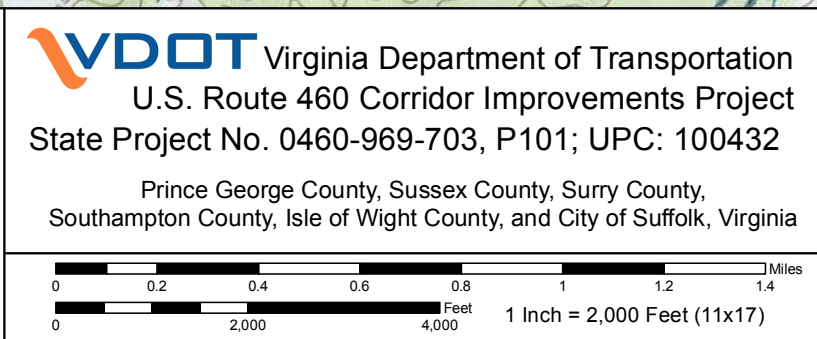 VDOT Virginia Department of Transportation
U.S. Route 460 Corridor Improvements Project
State Project No. 0460-969-703, P101; UPC: 100432
Prince George County, Sussex County, Surry County,
Southampton County, Isle of Wight County, and City of Suffolk, Virginia
Miles
0 0.2 0.4 0.6 0.8 1 1.2 1.4
Feet
0 2,000 4,000
1 Inch = 2,000 Feet (11x17)